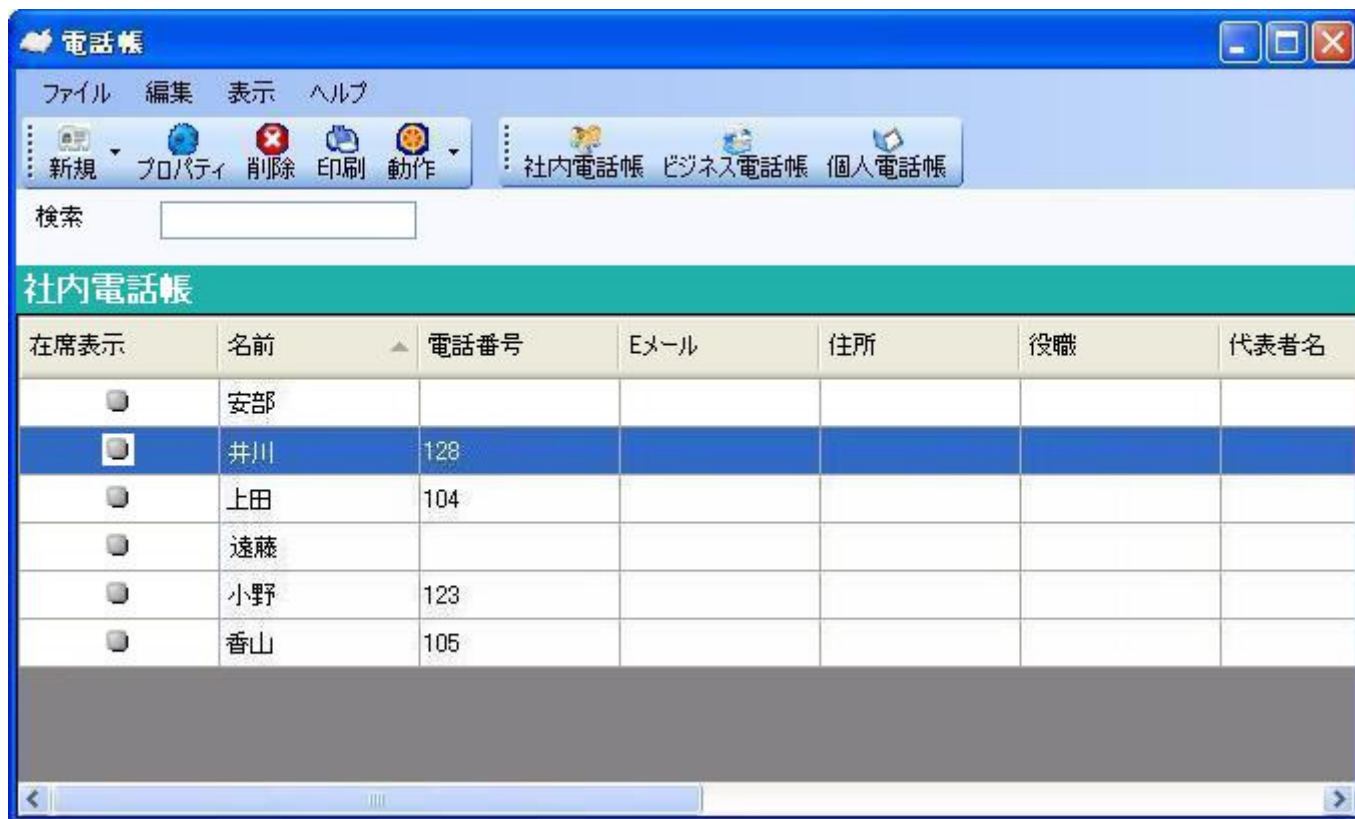 電話帳
ファイル 編集 表示 ヘルプ
新規 プロパティ 削除 印刷 動作 社内電話帳 ビジネス電話帳 個人電話帳
検索
社内電話帳
在席表示 名前 電話番号 Eメール 住所 役職 代表者名
安部
井川 128
上田 104
遠藤
小野 123
香山 105